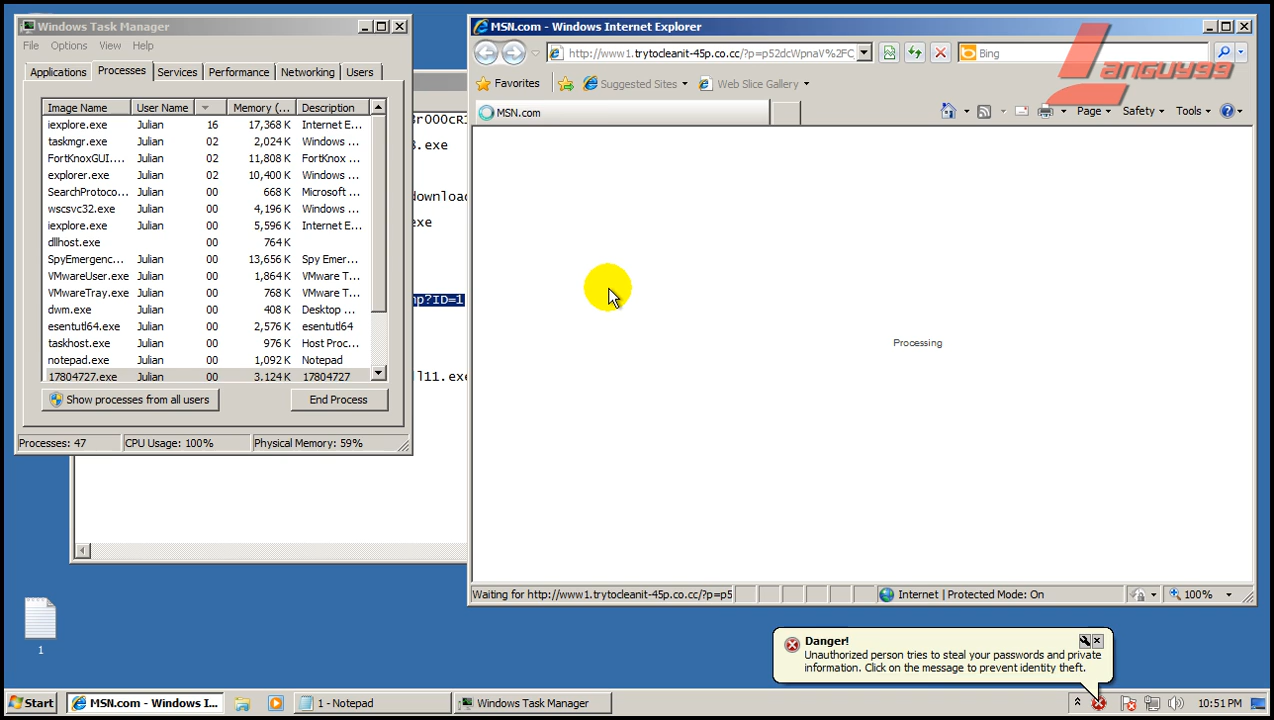 Windows Task Manager
File Options View Help
Applications Processes Services Performance Networking Users
Image Name User Name Memory (... Description
iexplore.exe Julian 16 17,368 K Internet E...
taskmgr.exe Julian 02 2,024 K Windows ...
FortKnoxGUI.... Julian 02 11,808 K FortKnox ...
explorer.exe Julian 02 10,400 K Windows ...
SearchProtoco... Julian 00 668 K Microsoft ...
wscsvc32.exe Julian 00 4,196 K Windows ...
iexplore.exe Julian 00 5,596 K Internet E...
dllhost.exe Julian 00 764 K
SpyEmergenc... Julian 00 13,656 K Spy Emer...
VMwareUser.exe Julian 00 1,864 K VMware T...
VMwareTray.exe Julian 00 768 K VMware T...
dwm.exe Julian 00 408 K Desktop ...
esentutl64.exe Julian 00 2,576 K esentutl64
taskhost.exe Julian 00 976 K Host Proc...
notepad.exe Julian 00 1,092 K Notepad
17804727.exe Julian 00 3,124 K 17804727
Show processes from all users End Process
Processes: 47 CPU Usage: 100% Physical Memory: 59%
.exe
downloa
exe
np?ID=1
l11.exe
MSN.com - Windows Internet Explorer
http://www1.trytocleanit-45p.co.cc/?p=p52dcWpnaV%2FC Bing
Favorites Suggested Sites Web Slice Gallery
MSN.com
Page Safety Tools
Languy99
Processing
Waiting for http://www1.trytocleanit-45p.co.cc/?p=p5 Internet | Protected Mode: On 100%
1
Danger!
Unauthorized person tries to steal your passwords and private
information. Click on the message to prevent identity theft.
Start MSN.com - Windows I... 1 - Notepad Windows Task Manager 10:51 PM